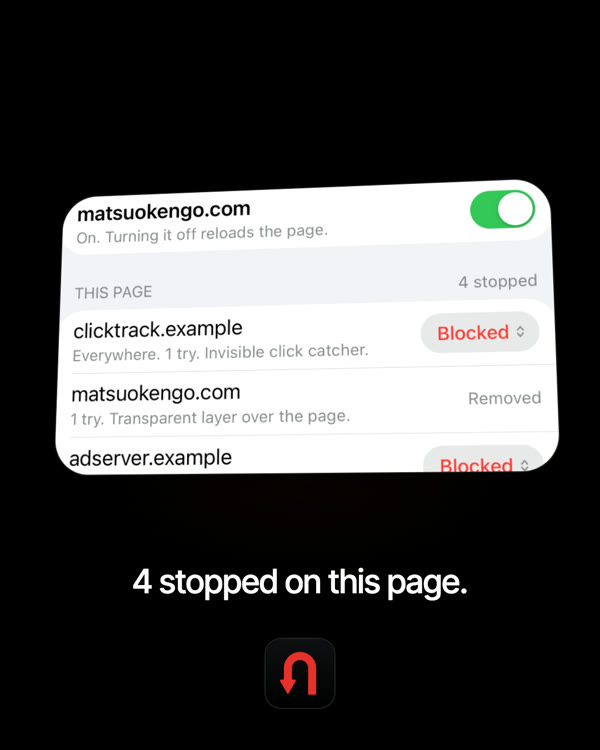 matsuokengo.com
On. Turning it off reloads the page.
THIS PAGE
4 stopped
clicktrack.example
Everywhere. 1 try. Invisible click catcher.
Blocked
matsuokengo.com
1 try. Transparent layer over the page.
Removed
adserver.example
Blocked
4 stopped on this page.